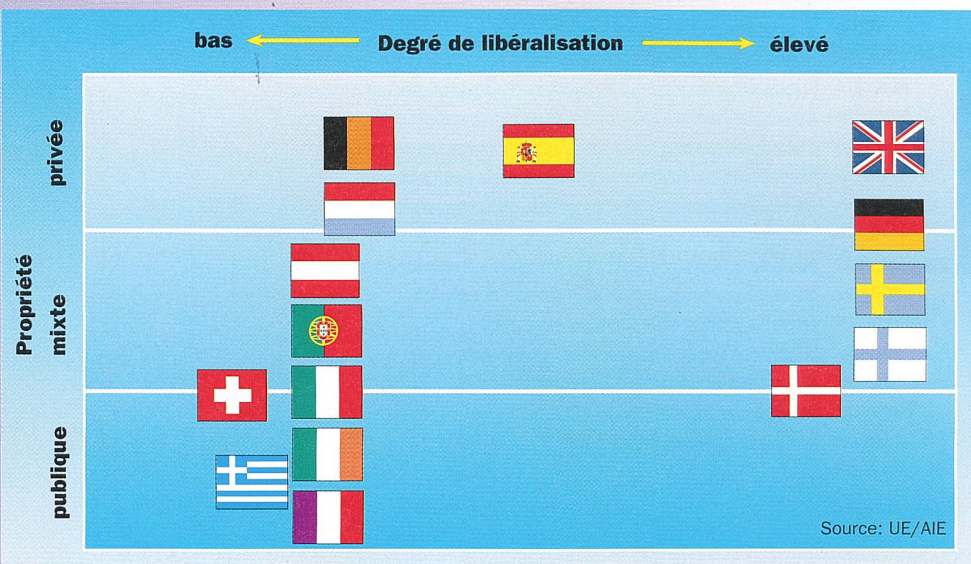 bas Degré de libéralisation élevé
privée
Propriété
mixte
publique
Source: UE/AIE